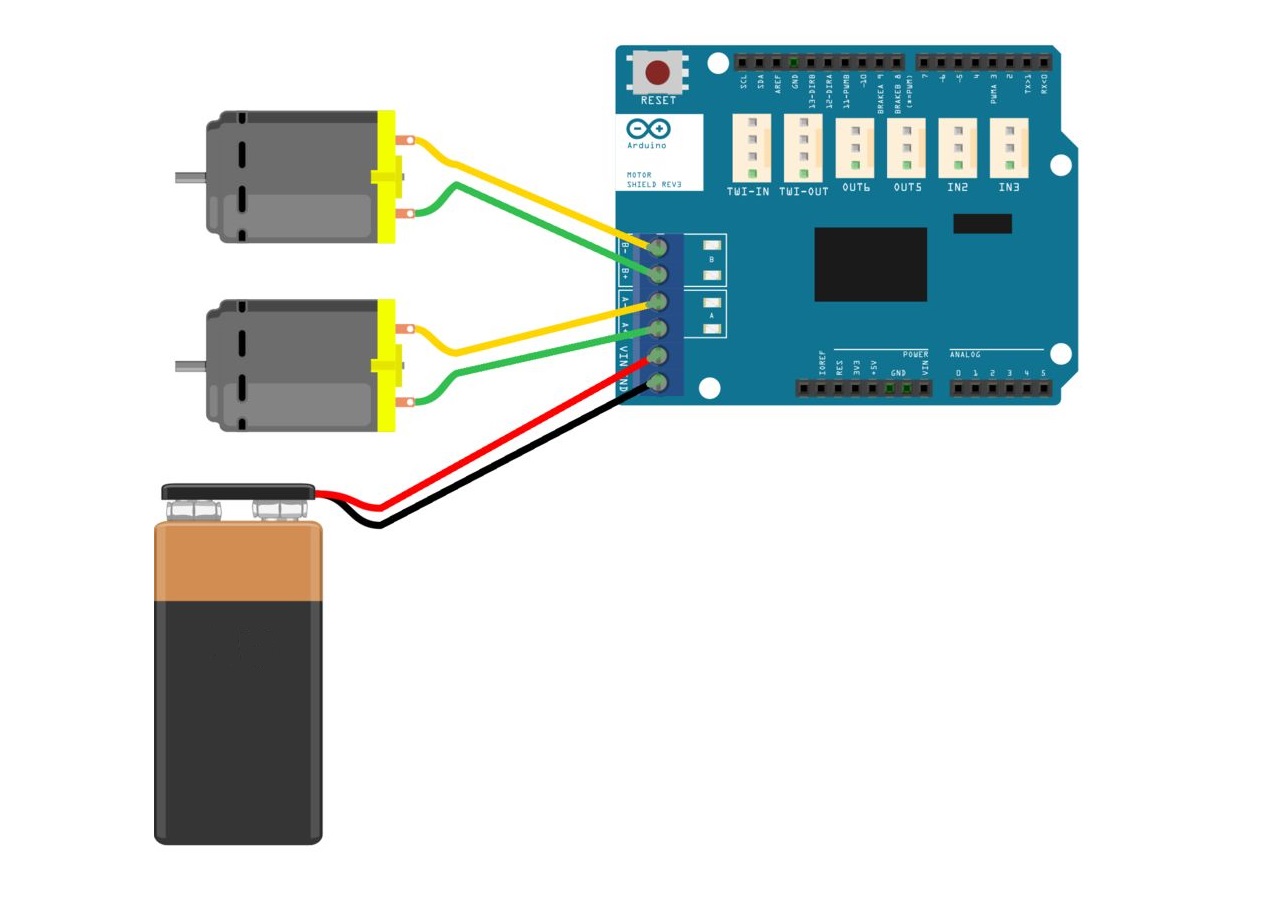 SCL
SDA
AREF
GND
13-DIRB
12-DIRA
11-PWMB
~10
BRAKEA 9
BRAKEB 8
(*=PWM)
7
~6
~5
4
PWMA 3
2
TX>1
RX<0
RESET
Arduino
MOTOR
SHIELD REV3
TWI-IN
TWI-OUT
OUT6
OUT5
IN2
IN3
B-
B+
B
A-
A+
A
VIN
IOREF
RES
3V3
+5V
GND
VIN
POWER
ANALOG
0
1
2
3
4
5